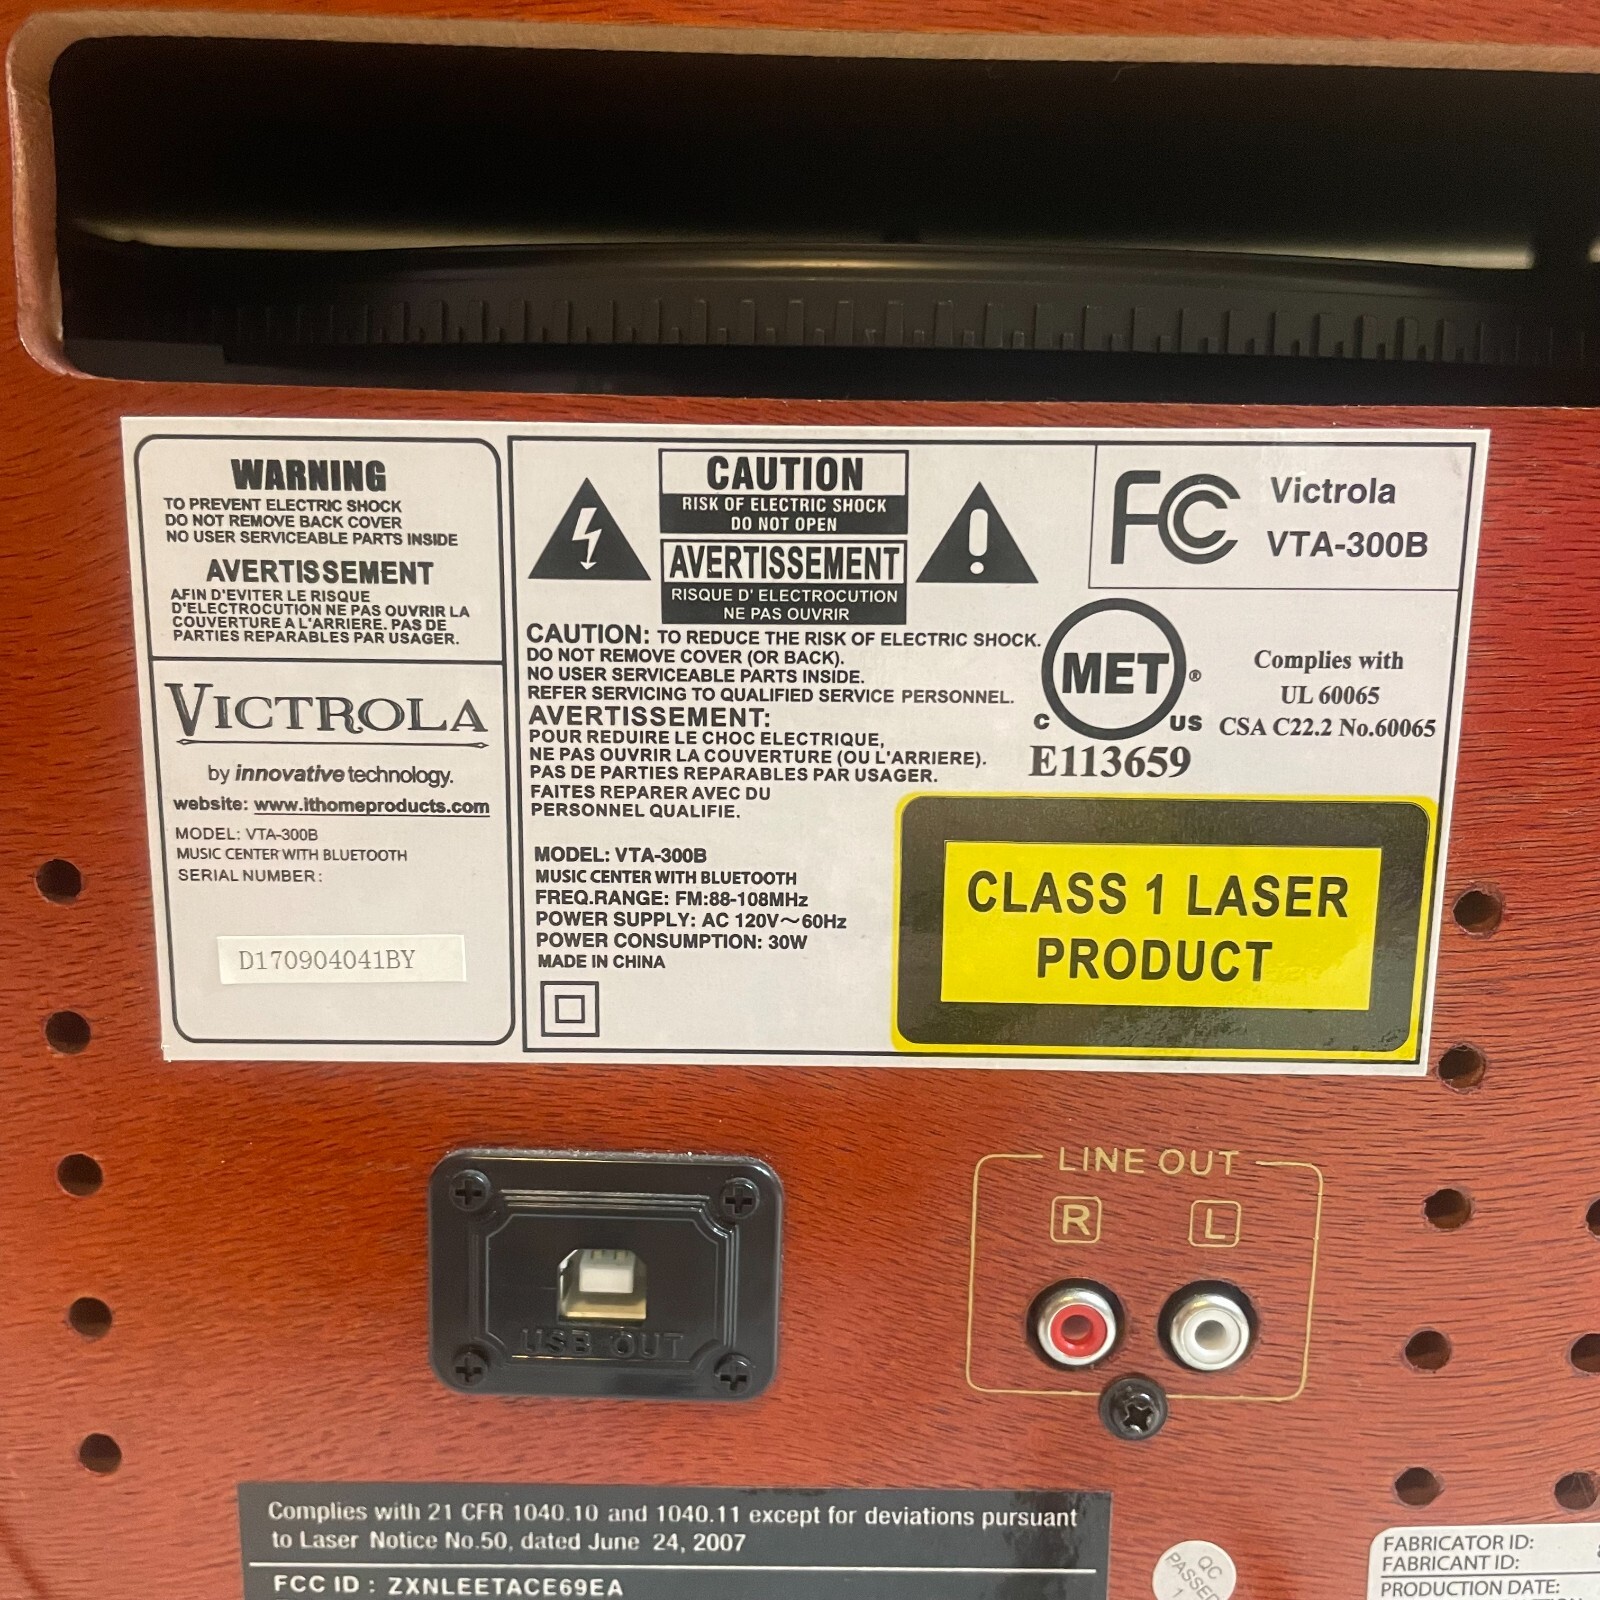 WARNING
TO PREVENT ELECTRIC SHOCK
DO NOT REMOVE BACK COVER
NO USER SERVICEABLE PARTS INSIDE
AVERTISSEMENT
AFIN D'EVITER LE RISQUE
D'ELECTROCUTION NE PAS OUVRIR LA
COUVERTURE A L'ARRIERE. PAS DE
PARTIES REPARABLES PAR USAGER.
VICTROLA
by innovative technology.
website: www.ithomeproducts.com
MODEL: VTA-300B
MUSIC CENTER WITH BLUETOOTH
SERIAL NUMBER:
D170904041BY
CAUTION
RISK OF ELECTRIC SHOCK
DO NOT OPEN
AVERTISSEMENT
RISQUE D' ELECTROCUTION
NE PAS OUVRIR
CAUTION: TO REDUCE THE RISK OF ELECTRIC SHOCK.
DO NOT REMOVE COVER (OR BACK).
NO USER SERVICEABLE PARTS INSIDE.
REFER SERVICING TO QUALIFIED SERVICE PERSONNEL.
AVERTISSEMENT:
POUR REDUIRE LE CHOC ELECTRIQUE,
NE PAS OUVRIR LA COUVERTURE (OU L'ARRIERE).
PAS DE PARTIES REPARABLES PAR USAGER.
FAITES REPARER AVEC DU
PERSONNEL QUALIFIE.
MODEL: VTA-300B
MUSIC CENTER WITH BLUETOOTH
FREQ.RANGE: FM:88-108MHz
POWER SUPPLY: AC 120V～60Hz
POWER CONSUMPTION: 30W
MADE IN CHINA
FC
Victrola
VTA-300B
MET®
C US
E113659
Complies with
UL 60065
CSA C22.2 No.60065
CLASS 1 LASER
PRODUCT
USB OUT
LINE OUT
R L
Complies with 21 CFR 1040.10 and 1040.11 except for deviations pursuant
to Laser Notice No.50, dated June 24, 2007
FCC ID : ZXNLEETACE69EA
QC
PASSED
1
FABRICATOR ID:
FABRICANT ID:
PRODUCTION DATE: